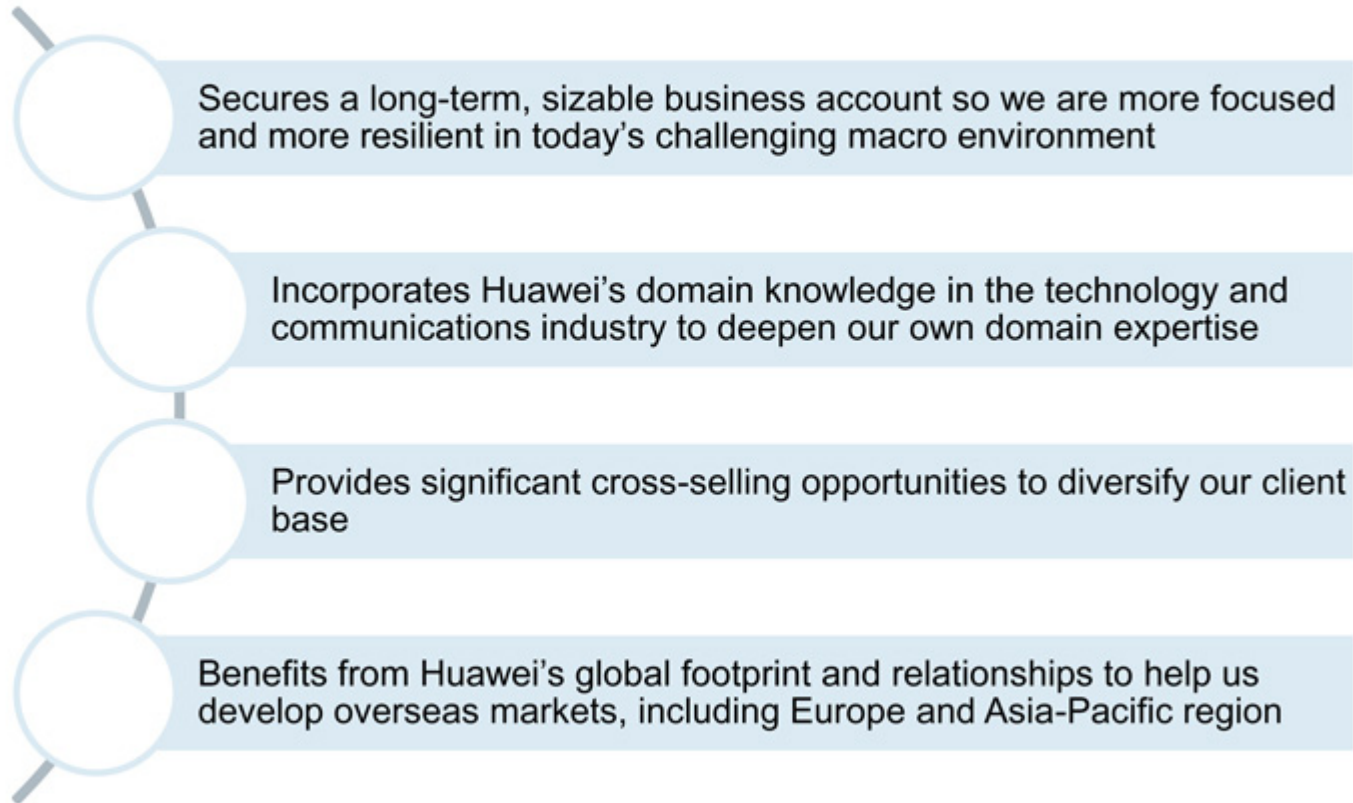 Secures a long-term, sizable business account so we are more focused
and more resilient in today’s challenging macro environment
Incorporates Huawei’s domain knowledge in the technology and
communications industry to deepen our own domain expertise
Provides significant cross-selling opportunities to diversify our client
base
Benefits from Huawei’s global footprint and relationships to help us
develop overseas markets, including Europe and Asia-Pacific region